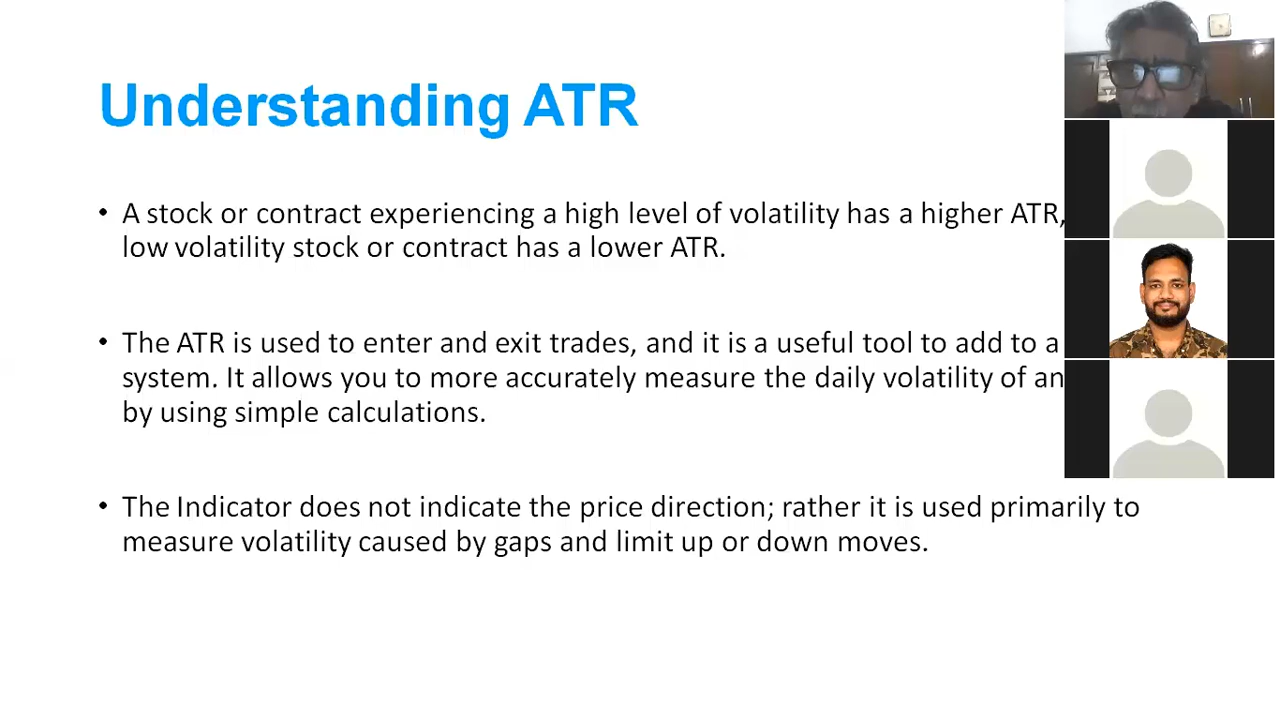 Understanding ATR
• A stock or contract experiencing a high level of volatility has a higher ATR,
low volatility stock or contract has a lower ATR.
• The ATR is used to enter and exit trades, and it is a useful tool to add to a
system. It allows you to more accurately measure the daily volatility of an
by using simple calculations.
• The Indicator does not indicate the price direction; rather it is used primarily to
measure volatility caused by gaps and limit up or down moves.